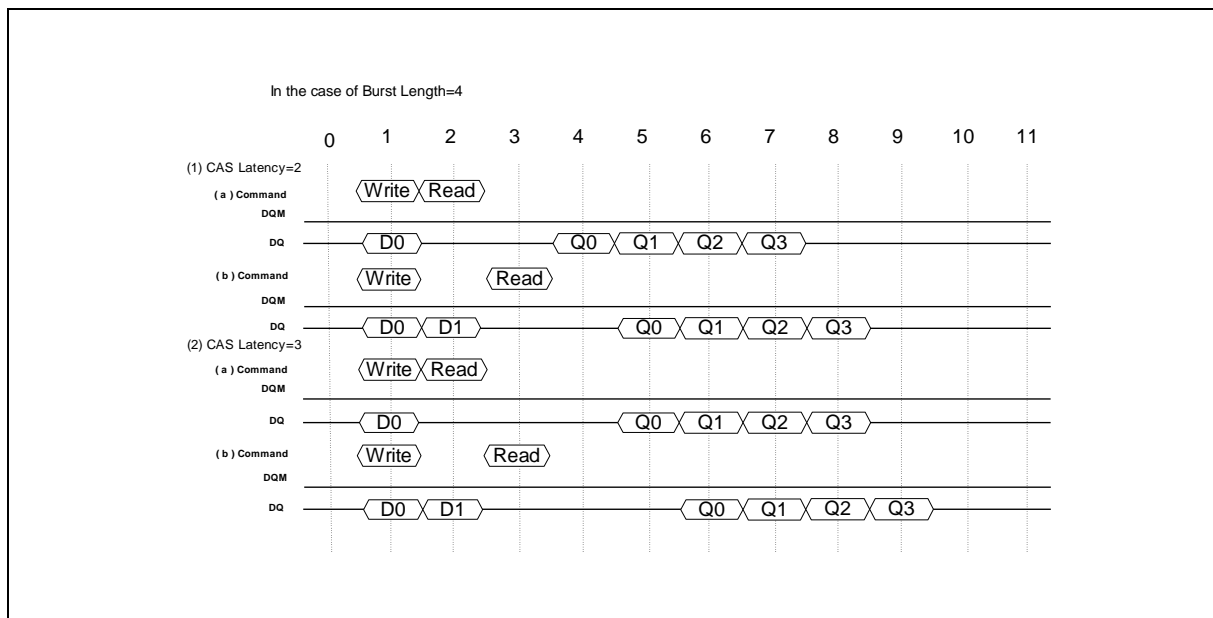 In the case of Burst Length=4
0 1 2 3 4 5 6 7 8 9 10 11
(1) CAS Latency=2
( a ) Command Write Read
DQM
DQ D0 Q0 Q1 Q2 Q3
( b ) Command Write Read
DQM
DQ D0 D1 Q0 Q1 Q2 Q3
(2) CAS Latency=3
( a ) Command Write Read
DQM
DQ D0 Q0 Q1 Q2 Q3
( b ) Command Write Read
DQM
DQ D0 D1 Q0 Q1 Q2 Q3